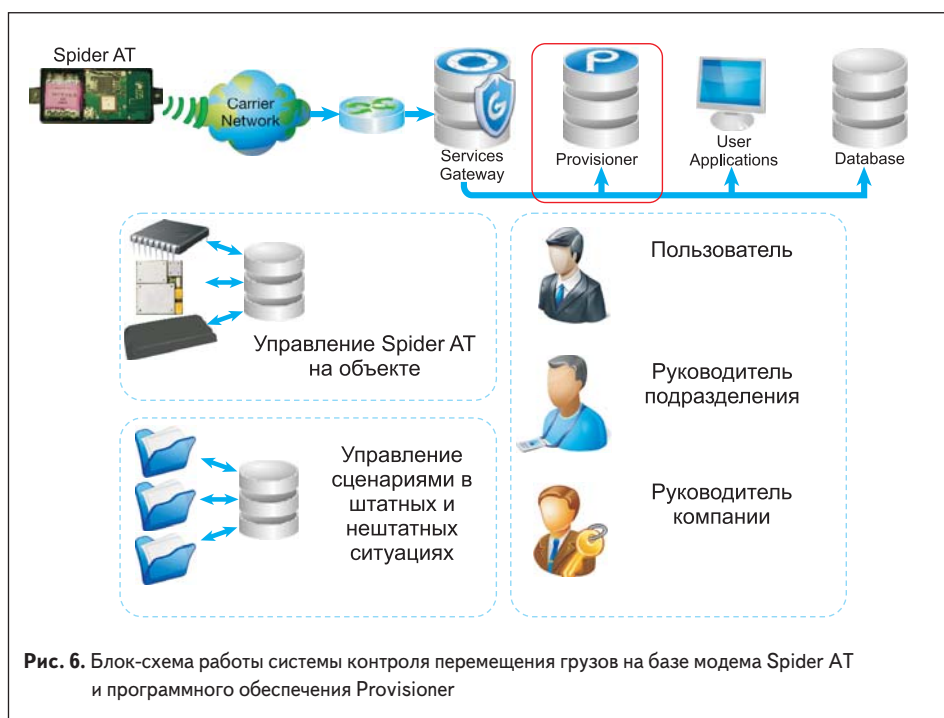 Spider AT
Carrier
Network
G
P
Services
Gateway
Provisioner
User
Applications
Database
Управление Spider AT
на объекте
Управление
сценариями в
штатных и
нештатных
ситуациях
Пользователь
Руководитель
подразделения
Руководитель
компании
Рис. 6. Блок-схема работы системы контроля перемещения грузов на базе модема Spider AT
и программного обеспечения Provisioner